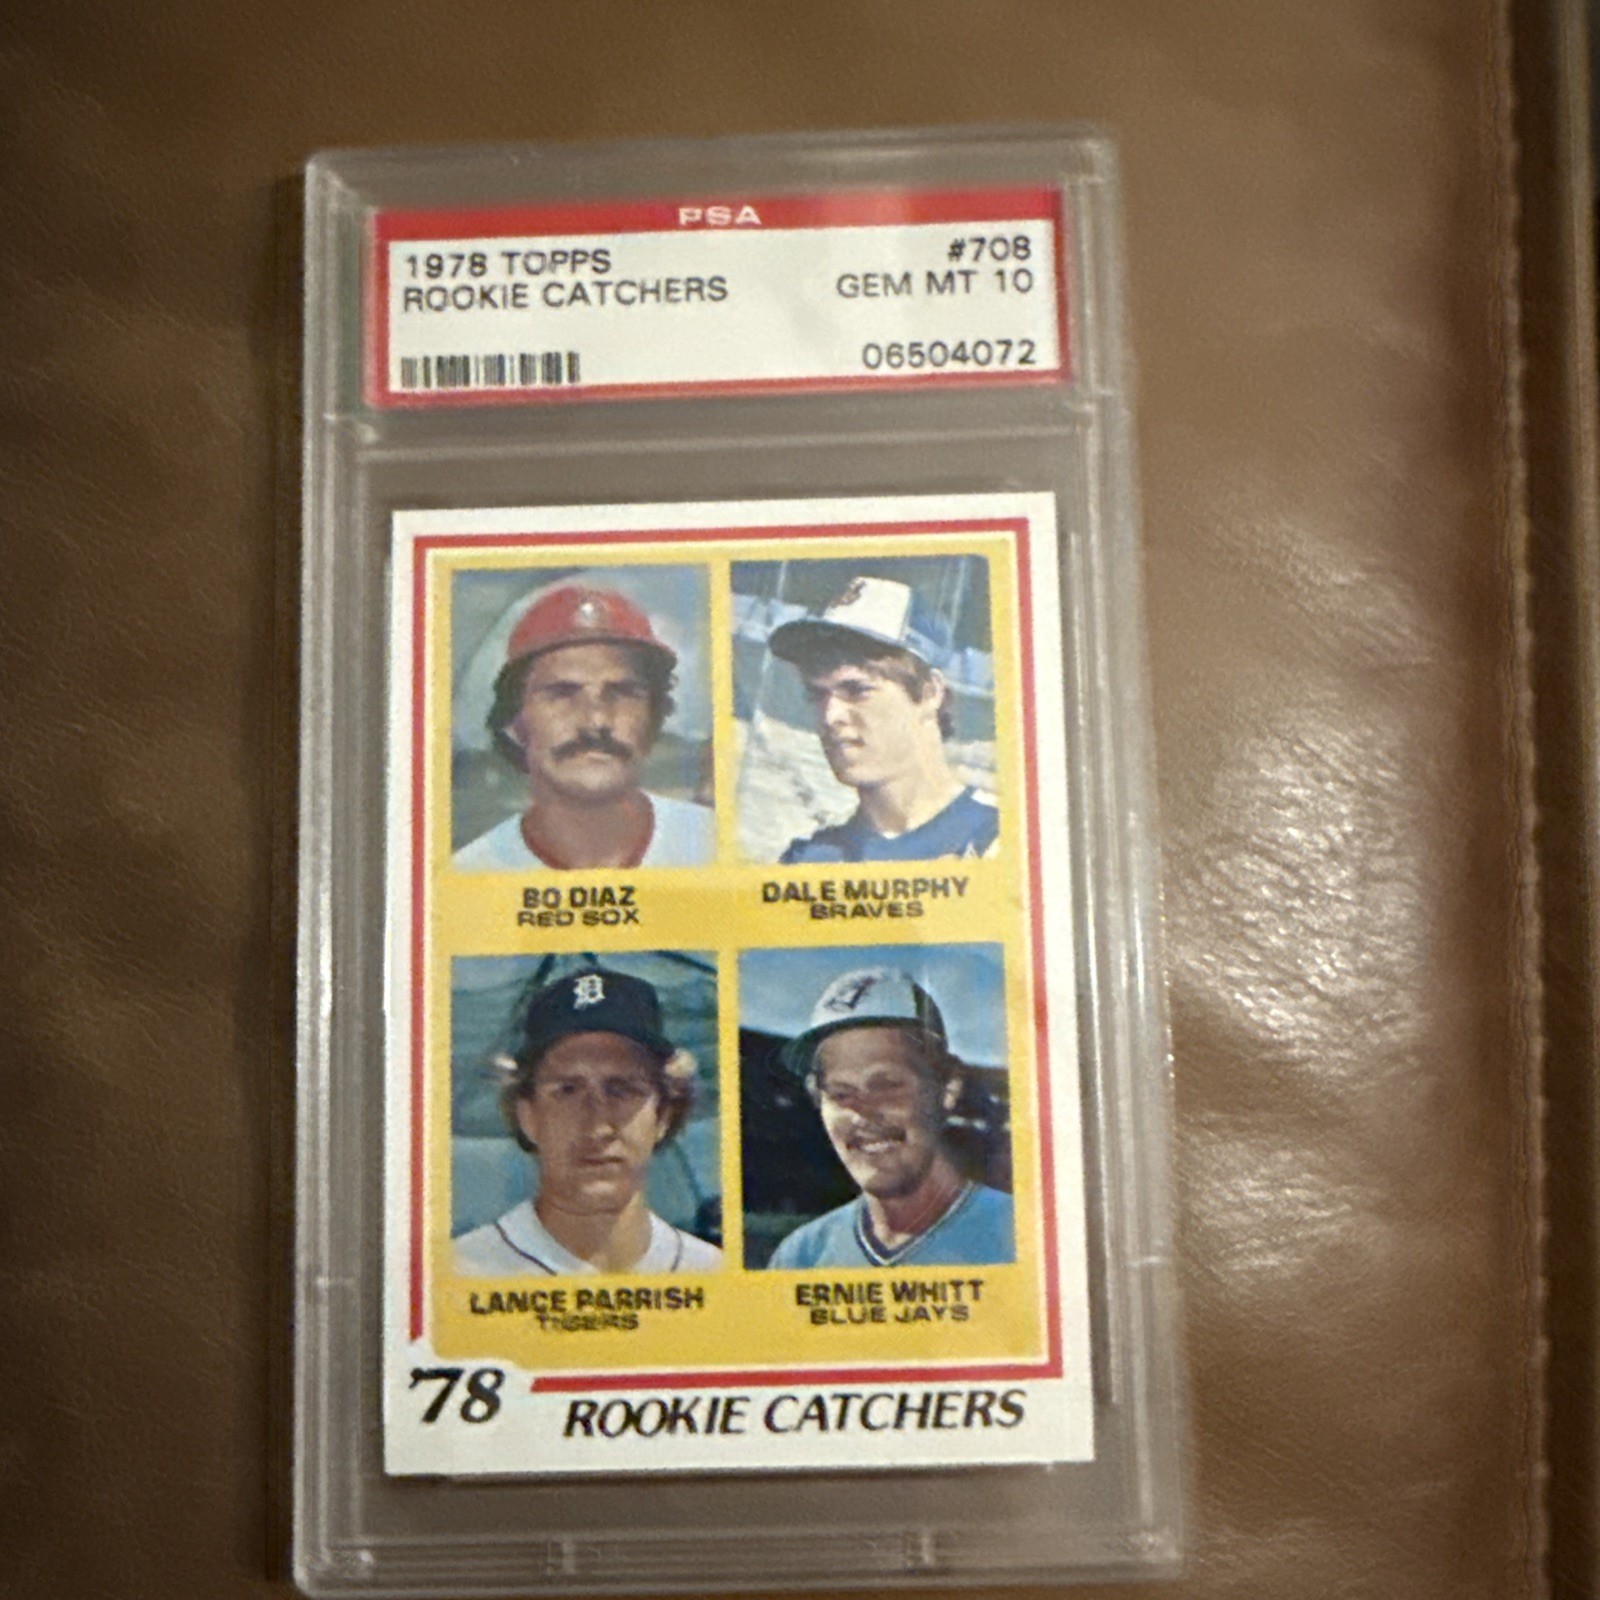 PSA
1978 TOPPS #708
ROOKIE CATCHERS GEM MT 10
06504072
BO DIAZ
RED SOX
DALE MURPHY
BRAVES
D
LANCE PARRISH
TIGERS
ERNIE WHITT
BLUE JAYS
'78
ROOKIE CATCHERS